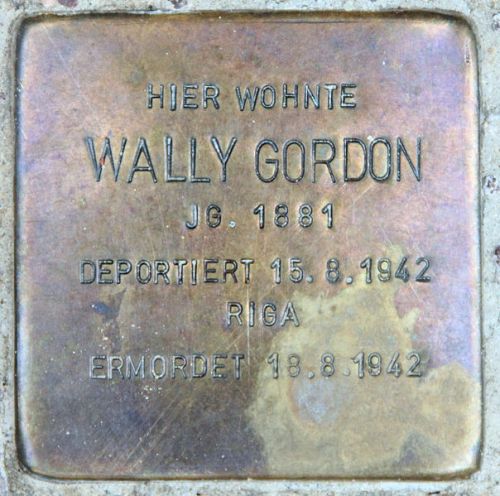 HIER WOHNTE
WALLY GORDON
JG. 1881
DEPORTIERT 15.8.1942
RIGA
ERMORDET 18.8.1942